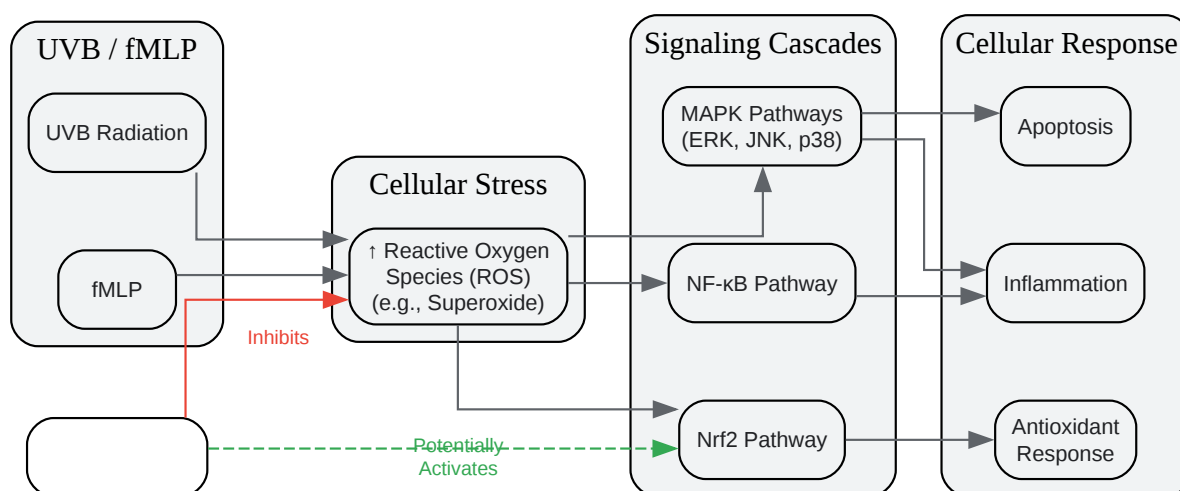 UVB / fMLP
UVB Radiation
fMLP
Cellular Stress
↑ Reactive Oxygen
Species (ROS)
(e.g., Superoxide)
Inhibits
Potentially
Activates
Signaling Cascades
MAPK Pathways
(ERK, JNK, p38)
NF-κB Pathway
Nrf2 Pathway
Cellular Response
Apoptosis
Inflammation
Antioxidant
Response